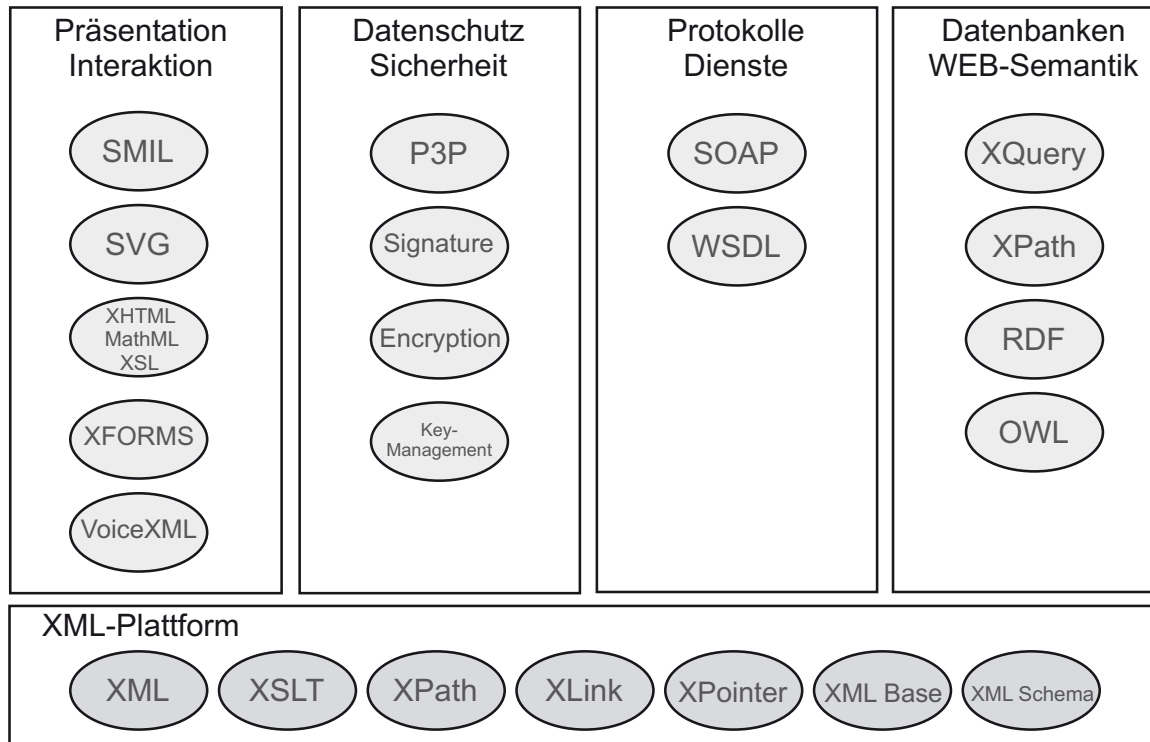 Präsentation
Interaktion
SMIL
SVG
XHTML
MathML
XSL
XFORMS
VoiceXML
Datenschutz
Sicherheit
P3P
Signature
Encryption
Key-
Management
Protokolle
Dienste
SOAP
WSDL
Datenbanken
WEB-Semantik
XQuery
XPath
RDF
OWL
XML-Plattform
XML
XSLT
XPath
XLink
XPointer
XML Base
XML Schema